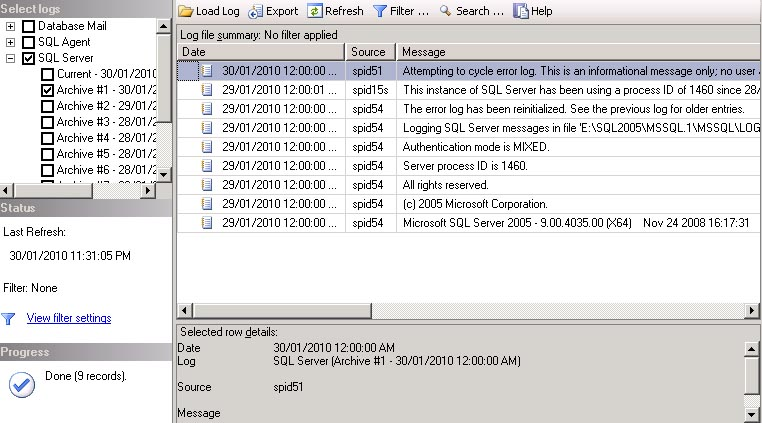 Select logs
Database Mail
SQL Agent
SQL Server
Current - 30/01/2010
Archive #1 - 30/01/2
Archive #2 - 29/01/2
Archive #3 - 28/01/2
Archive #4 - 28/01/2
Archive #5 - 28/01/2
Archive #6 - 28/01/2
Status
Last Refresh:
30/01/2010 11:31:05 PM
Filter: None
View filter settings
Progress
Done (9 records).
Load Log Export Refresh Filter ... Search ... Help
Log file summary: No filter applied
Date Source Message
30/01/2010 12:00:00 ... spid51 Attempting to cycle error log. This is an informational message only; no user
29/01/2010 12:00:01 ... spid15s This instance of SQL Server has been using a process ID of 1460 since 28/
29/01/2010 12:00:00 ... spid54 The error log has been reinitialized. See the previous log for older entries.
29/01/2010 12:00:00 ... spid54 Logging SQL Server messages in file 'E:\SQL2005\MSSQL.1\MSSQL\LOG
29/01/2010 12:00:00 ... spid54 Authentication mode is MIXED.
29/01/2010 12:00:00 ... spid54 Server process ID is 1460.
29/01/2010 12:00:00 ... spid54 All rights reserved.
29/01/2010 12:00:00 ... spid54 (c) 2005 Microsoft Corporation.
29/01/2010 12:00:00 ... spid54 Microsoft SQL Server 2005 - 9.00.4035.00 (X64) Nov 24 2008 16:17:31
Selected row details:
Date 30/01/2010 12:00:00 AM
Log SQL Server (Archive #1 - 30/01/2010 12:00:00 AM)
Source spid51
Message